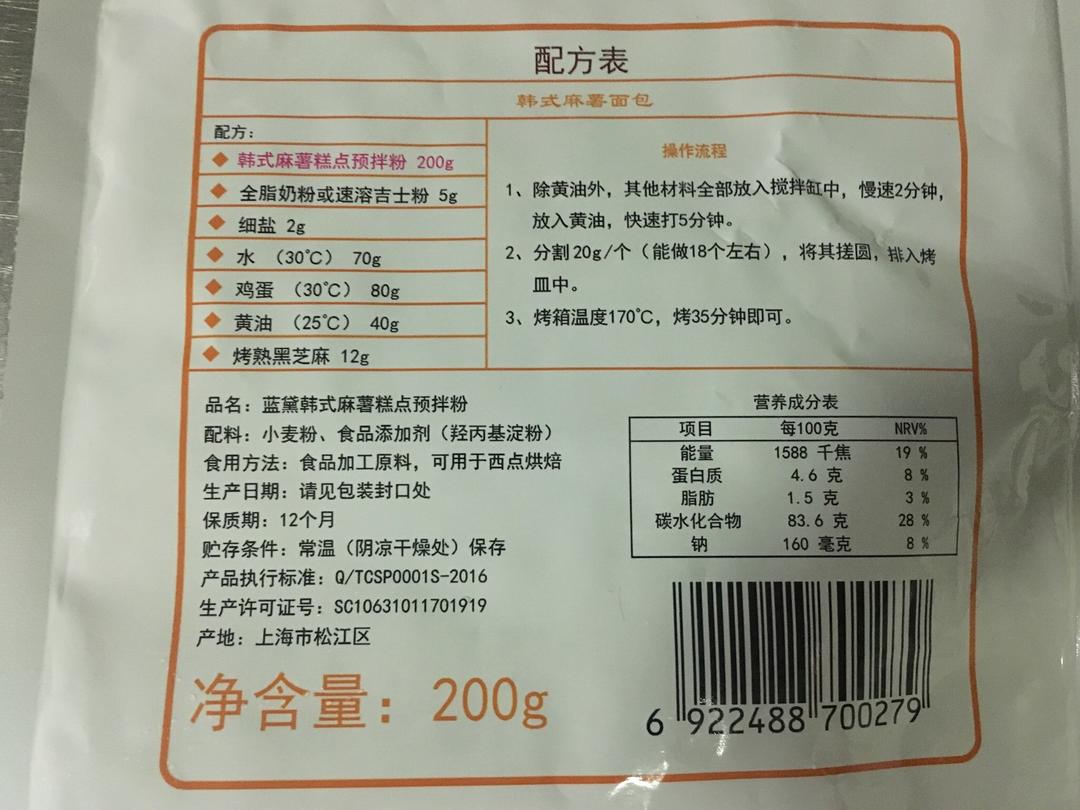 配方表
韩式麻薯面包
配方：
韩式麻薯糕点预拌粉 200g
全脂奶粉或速溶吉士粉 5g
细盐 2g
水 （30℃） 70g
鸡蛋 （30℃） 80g
黄油 （25℃） 40g
烤熟黑芝麻 12g
操作流程
1、除黄油外，其他材料全部放入搅拌缸中，慢速2分钟，
放入黄油，快速打5分钟。
2、分割20g/个（能做18个左右），将其搓圆，排入烤
皿中。
3、烤箱温度170℃，烤35分钟即可。
品名：蓝黛韩式麻薯糕点预拌粉
配料：小麦粉、食品添加剂（羟丙基淀粉）
食用方法：食品加工原料，可用于西点烘焙
生产日期：请见包装封口处
保质期：12个月
贮存条件：常温（阴凉干燥处）保存
产品执行标准：Q/TCSP0001S-2016
生产许可证号：SC10631011701919
产地：上海市松江区
净含量：200g
营养成分表
项目 每100克 NRV%
能量 1588 千焦 19 %
蛋白质 4.6 克 8 %
脂肪 1.5 克 3 %
碳水化合物 83.6 克 28 %
钠 160 毫克 8 %
6 922488 700279